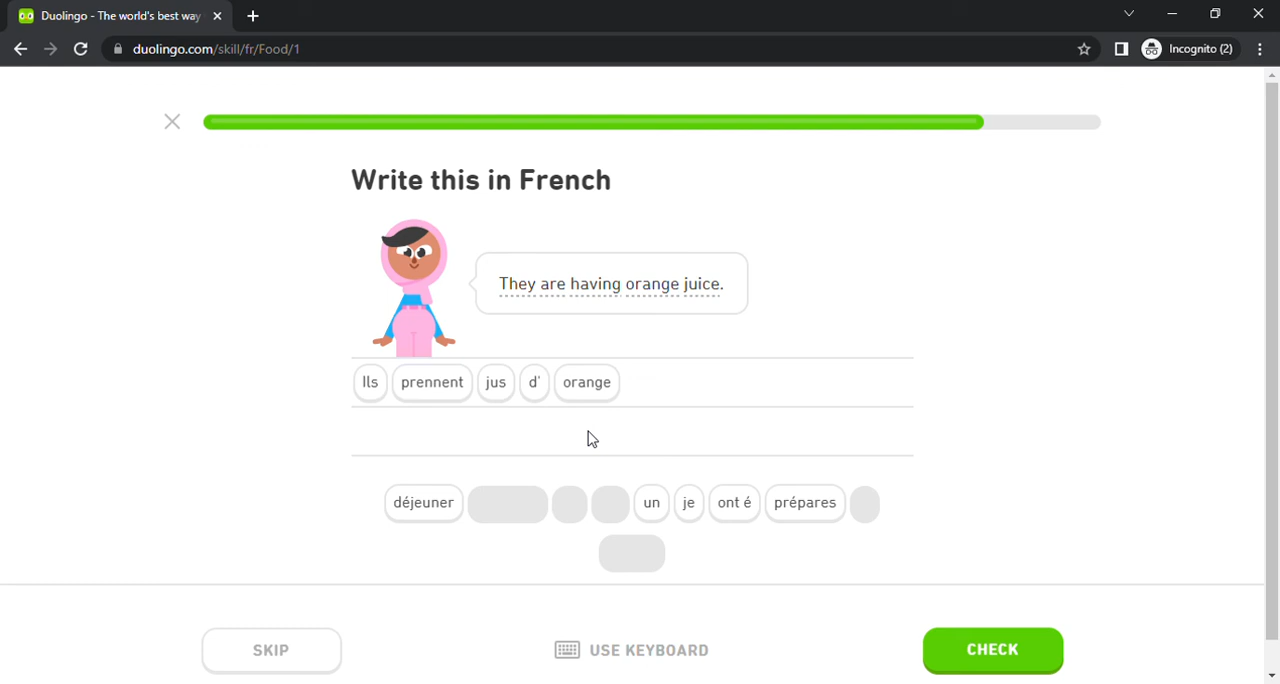 Duolingo - The world's best way
duolingo.com/skill/fr/Food/1
Incognito (2)
Write this in French
They are having orange juice.
Ils prennent jus d' orange
déjeuner un je ont é prépares
SKIP USE KEYBOARD CHECK